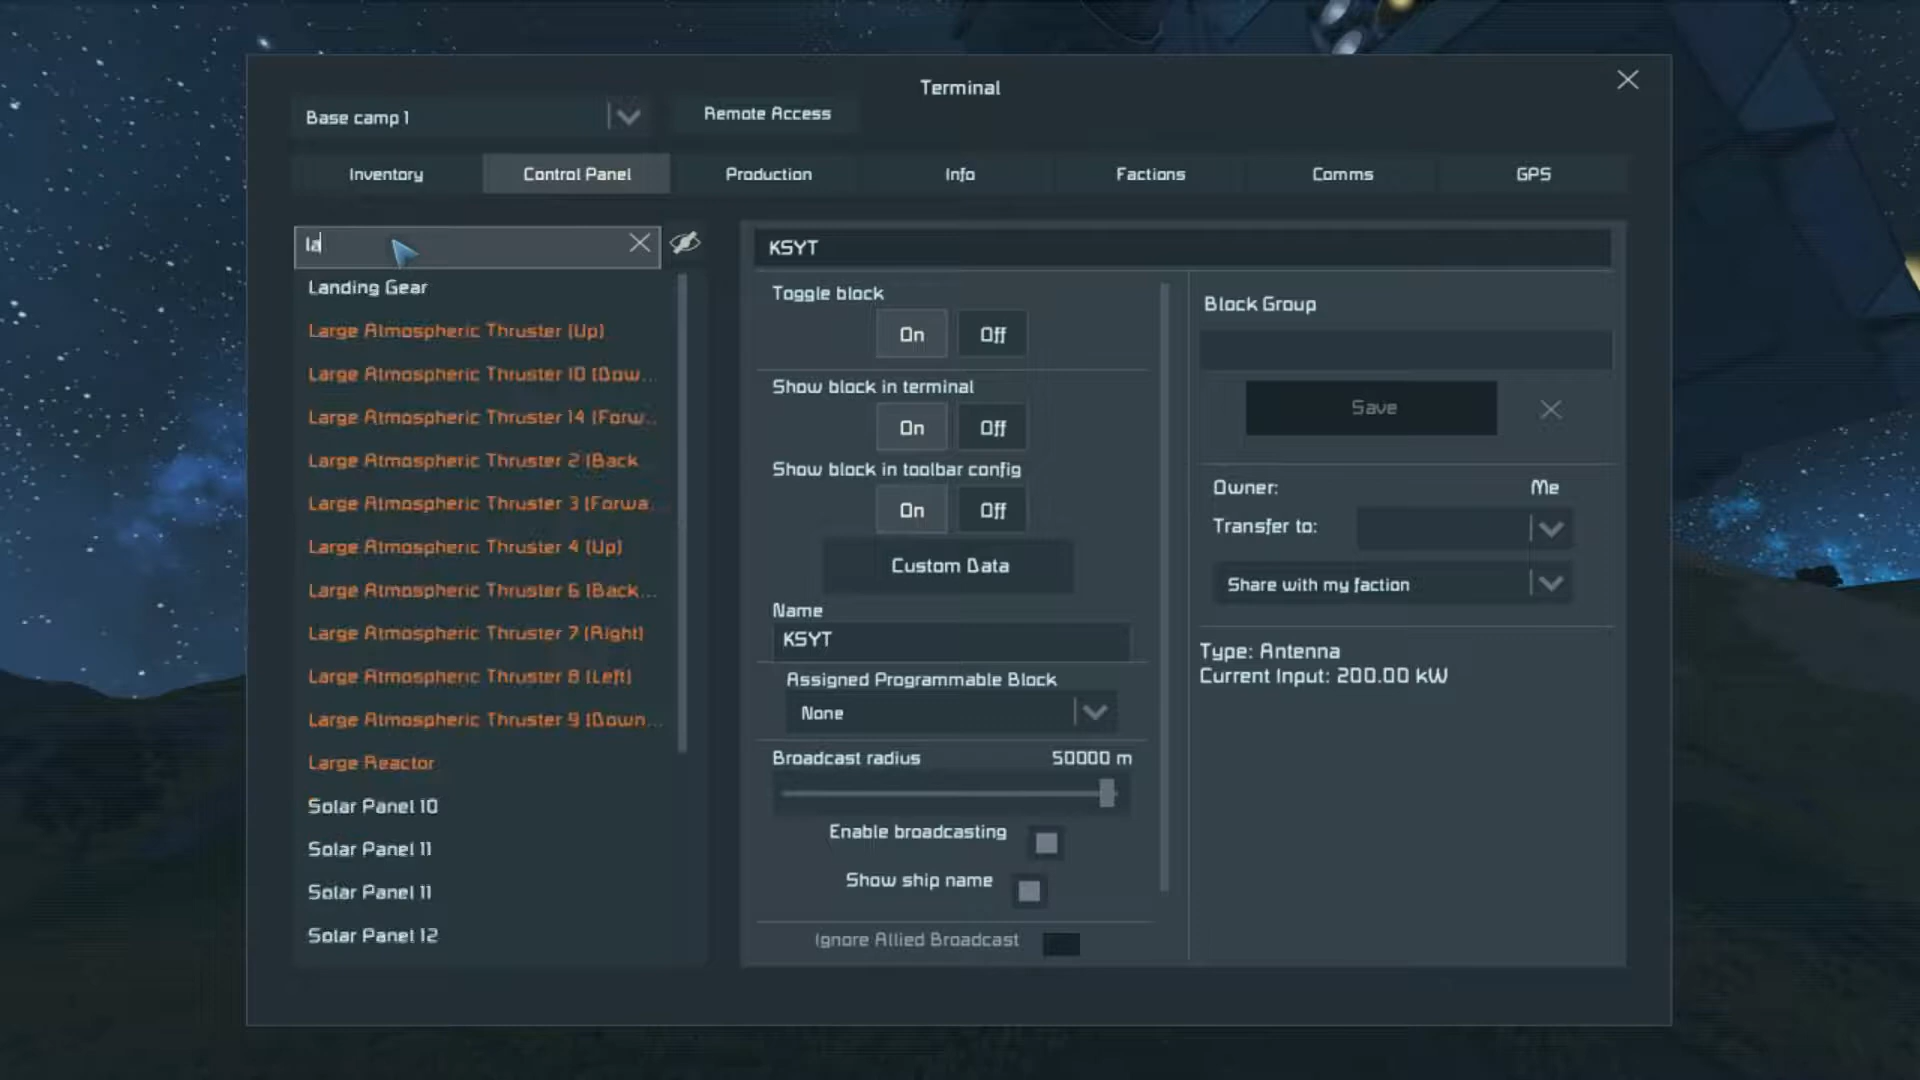 Terminal
Base camp 1
Remote Access
Inventory
Control Panel
Production
Info
Factions
Comms
GPS
la
Landing Gear
Large Atmospheric Thruster (Up)
Large Atmospheric Thruster 10 (Dow...
Large Atmospheric Thruster 14 (Forw...
Large Atmospheric Thruster 2 (Back
Large Atmospheric Thruster 3 (Forwa...
Large Atmospheric Thruster 4 (Up)
Large Atmospheric Thruster 6 (Back...
Large Atmospheric Thruster 7 (Right)
Large Atmospheric Thruster 8 (Left)
Large Atmospheric Thruster 9 (Down...
Large Reactor
Solar Panel 10
Solar Panel 11
Solar Panel 11
Solar Panel 12
KSYT
Toggle block
On
Off
Show block in terminal
On
Off
Show block in toolbar config
On
Off
Custom Data
Name
KSYT
Assigned Programmable Block
None
Broadcast radius
50000 m
Enable broadcasting
Show ship name
Ignore Allied Broadcast
Block Group
Save
Owner:
Me
Transfer to:
Share with my faction
Type: Antenna
Current Input: 200.00 kW